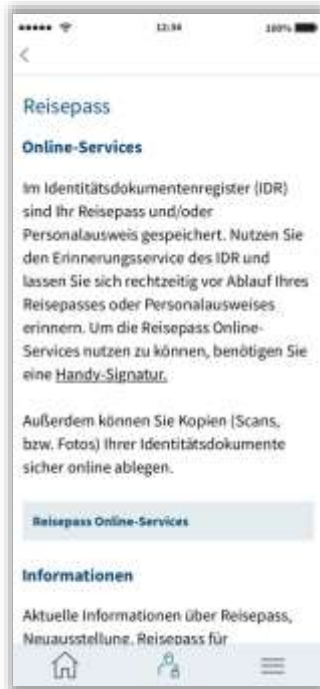 12:34
100%
Reisepass
Online-Services
Im Identitätsdokumentenregister (IDR)
sind Ihr Reisepass und/oder
Personalausweis gespeichert. Nutzen Sie
den Erinnerungsservice des IDR und
lassen Sie sich rechtzeitig vor Ablauf Ihres
Reisepasses oder Personalausweises
erinnern. Um die Reisepass Online-
Services nutzen zu können, benötigen Sie
eine Handy-Signatur.
Außerdem können Sie Kopien (Scans,
bzw. Fotos) Ihrer Identitätsdokumente
sicher online ablegen.
Reisepass Online-Services
Informationen
Aktuelle Informationen über Reisepass,
Neuausstellung, Reisepass für